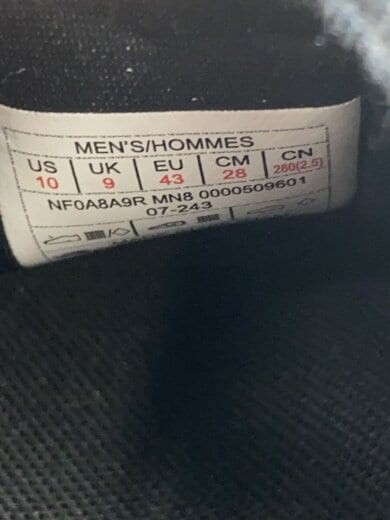 MEN'S/HOMMES
US UK EU CM CN
10 9 43 28 280(2.5)
NF0A8A9R MN8 0000509601
07-243